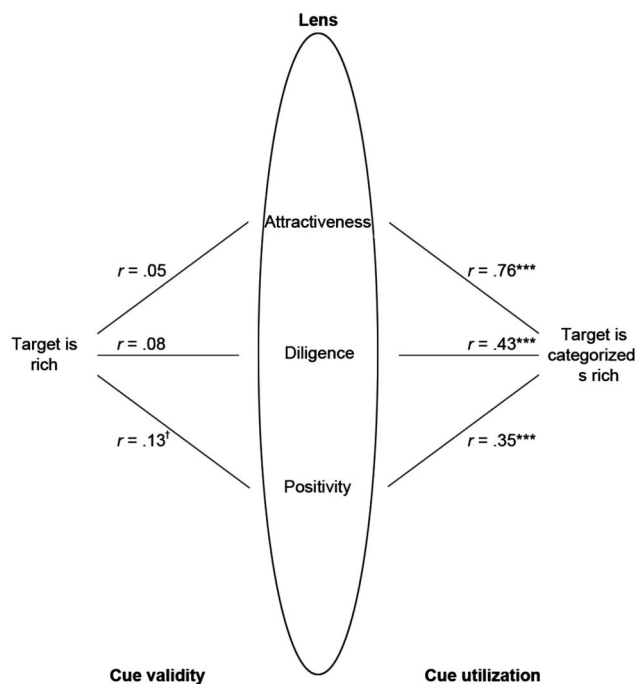 Lens
Attractiveness
r = .05
r = .76***
Target is
rich
r = .08
Diligence
r = .43***
Target is
categorized
s rich
r = .13†
Positivity
r = .35***
Cue validity
Cue utilization